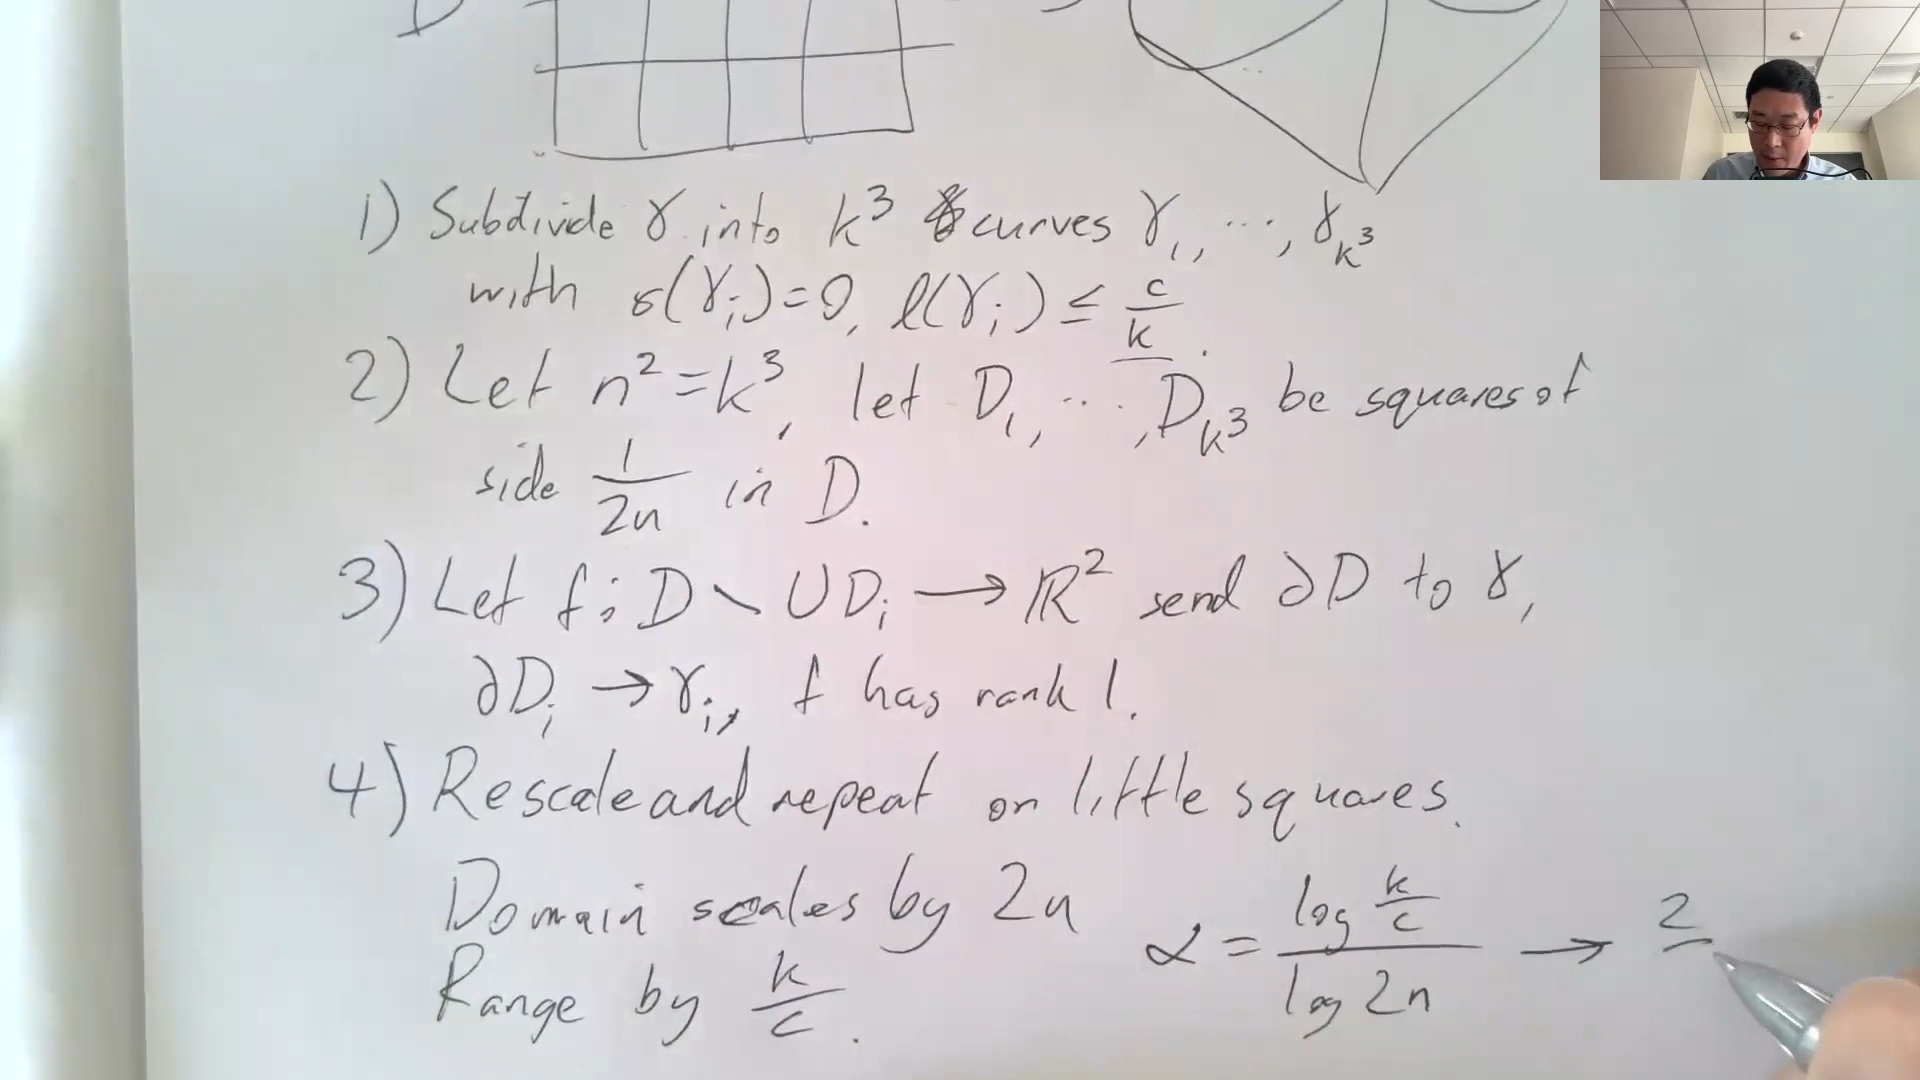 1) Subdivide γ into k³ curves γ₁, ⋯, γ_{k³}
with σ(γᵢ)=0, ℓ(γᵢ) ≤ c/k.
2) Let n²=k³, let D₁, ⋯, D_{k³} be squares of
side 1/2n in D.
3) Let f: D ∖ ∪Dᵢ → ℝ² send ∂D to γ,
∂Dᵢ → γᵢ, f has rank 1.
4) Rescale and repeat on little squares.
Domain scales by 2n
Range by k/c.
α = log k/c / log 2n → 2